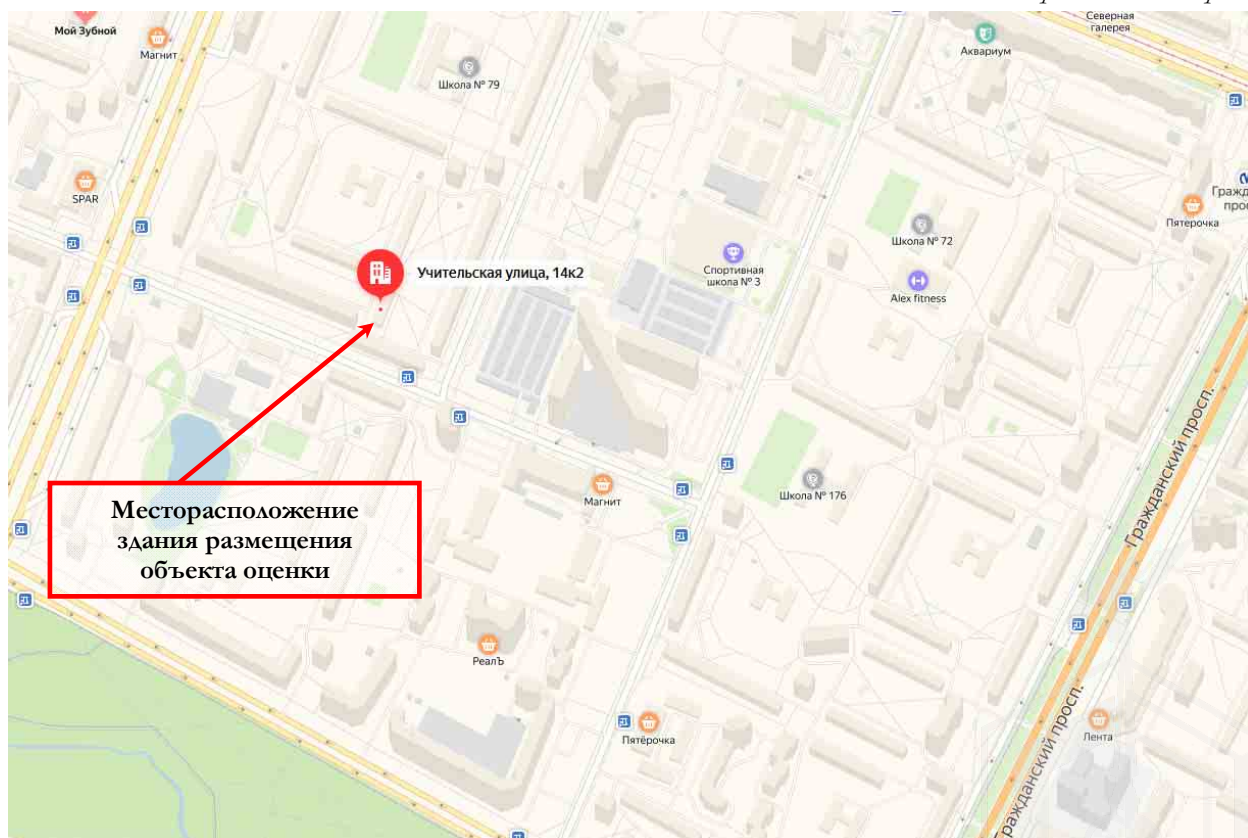 Северная
галерея
Мой Зубной
Магнит
Аквариум
Школа № 79
SPAR
Пятерочка
Школа № 72
Учительская улица, 14к2
Спортивная
школа № 3
Alex fitness
Гражданский просп.
Магнит
Школа № 176
Месторасположение
здания размещения
объекта оценки
РеалЪ
Пятёрочка
Гражданский просп.
Лента